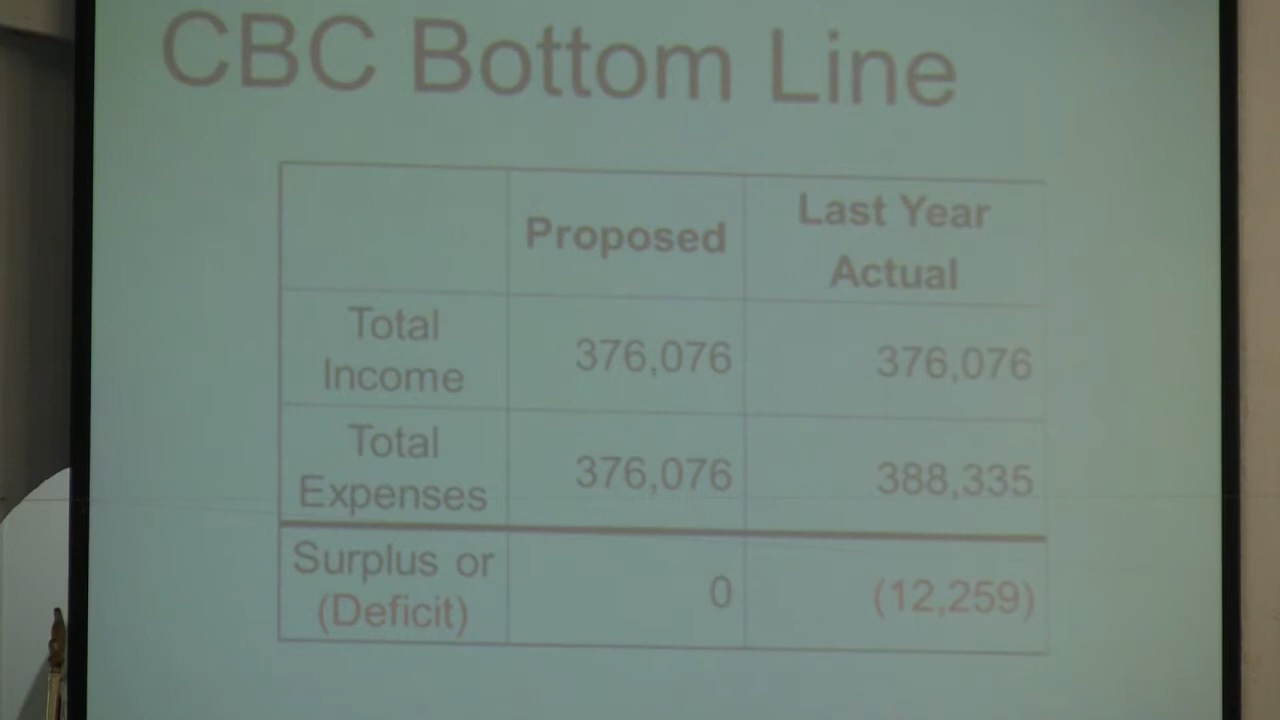 CBC Bottom Line
Proposed
Last Year
Actual
Total
Income
376,076
376,076
Total
Expenses
376,076
388,335
Surplus or
(Deficit)
0
(12,259)